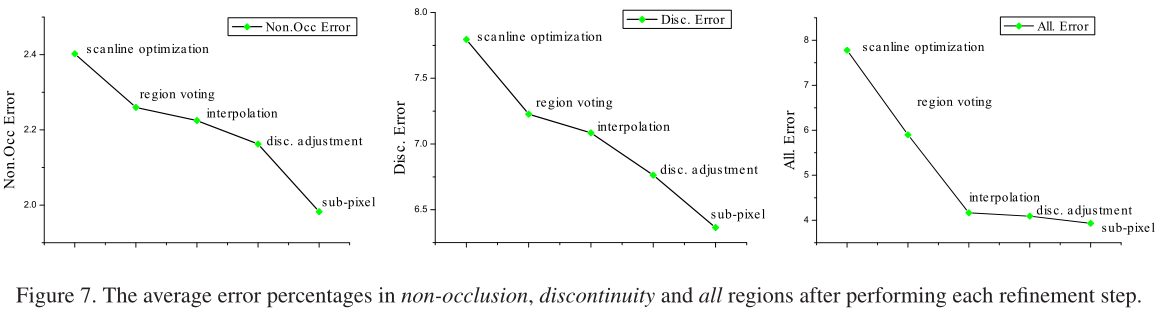 Non.Occ Error
2.4
2.2
2.0
Non.Occ Error
scanline optimization
region voting
interpolation
disc. adjustment
sub-pixel
Disc. Error
8.0
7.5
7.0
6.5
Disc. Error
scanline optimization
region voting
interpolation
disc. adjustment
sub-pixel
All. Error
8
7
6
5
4
All. Error
scanline optimization
region voting
interpolation
disc. adjustment
sub-pixel
Figure 7. The average error percentages in non-occlusion, discontinuity and all regions after performing each refinement step.